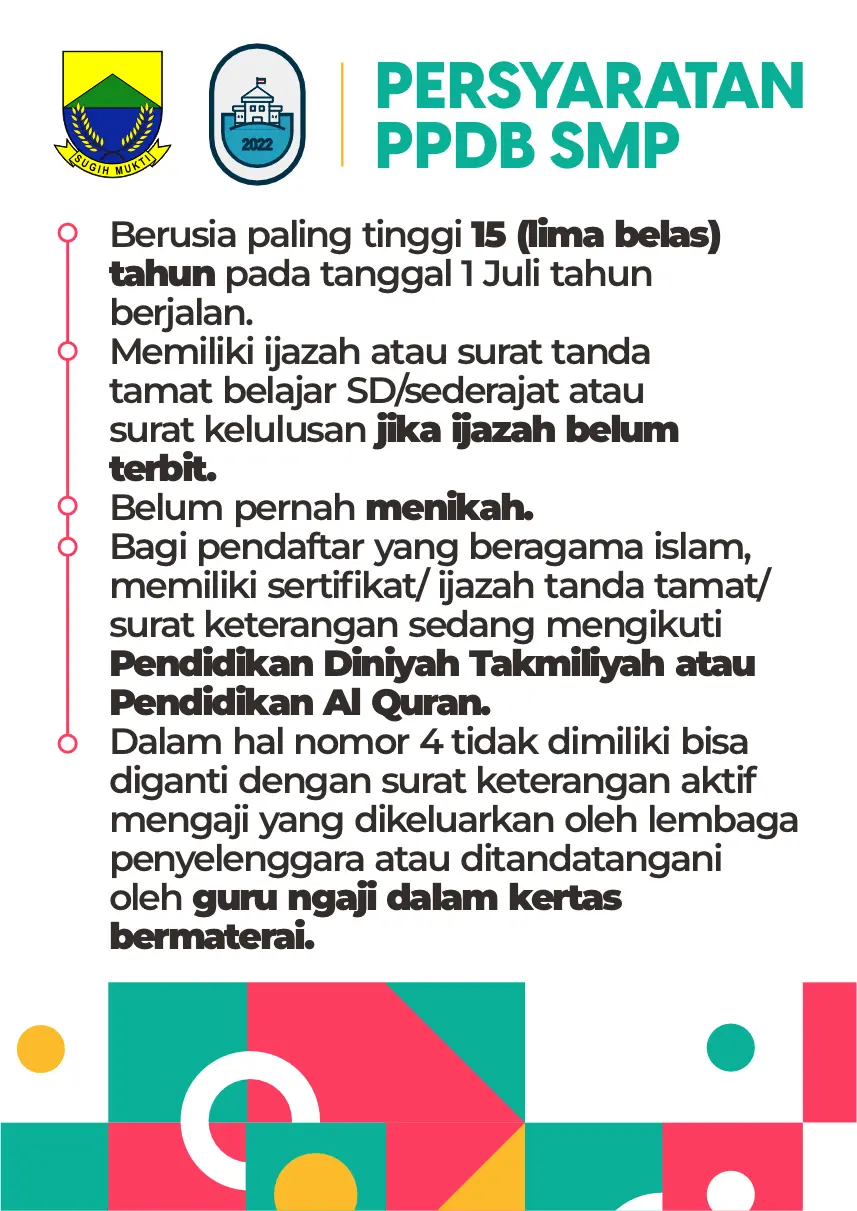 SUGIH MUKTI
2022
PERSYARATAN
PPDB SMP
Berusia paling tinggi 15 (lima belas)
tahun pada tanggal 1 Juli tahun
berjalan.
Memiliki ijazah atau surat tanda
tamat belajar SD/sederajat atau
surat kelulusan jika ijazah belum
terbit.
Belum pernah menikah.
Bagi pendaftar yang beragama islam,
memiliki sertifikat/ ijazah tanda tamat/
surat keterangan sedang mengikuti
Pendidikan Diniyah Takmiliyah atau
Pendidikan Al Quran.
Dalam hal nomor 4 tidak dimiliki bisa
diganti dengan surat keterangan aktif
mengaji yang dikeluarkan oleh lembaga
penyelenggara atau ditandatangani
oleh guru ngaji dalam kertas
bermaterai.